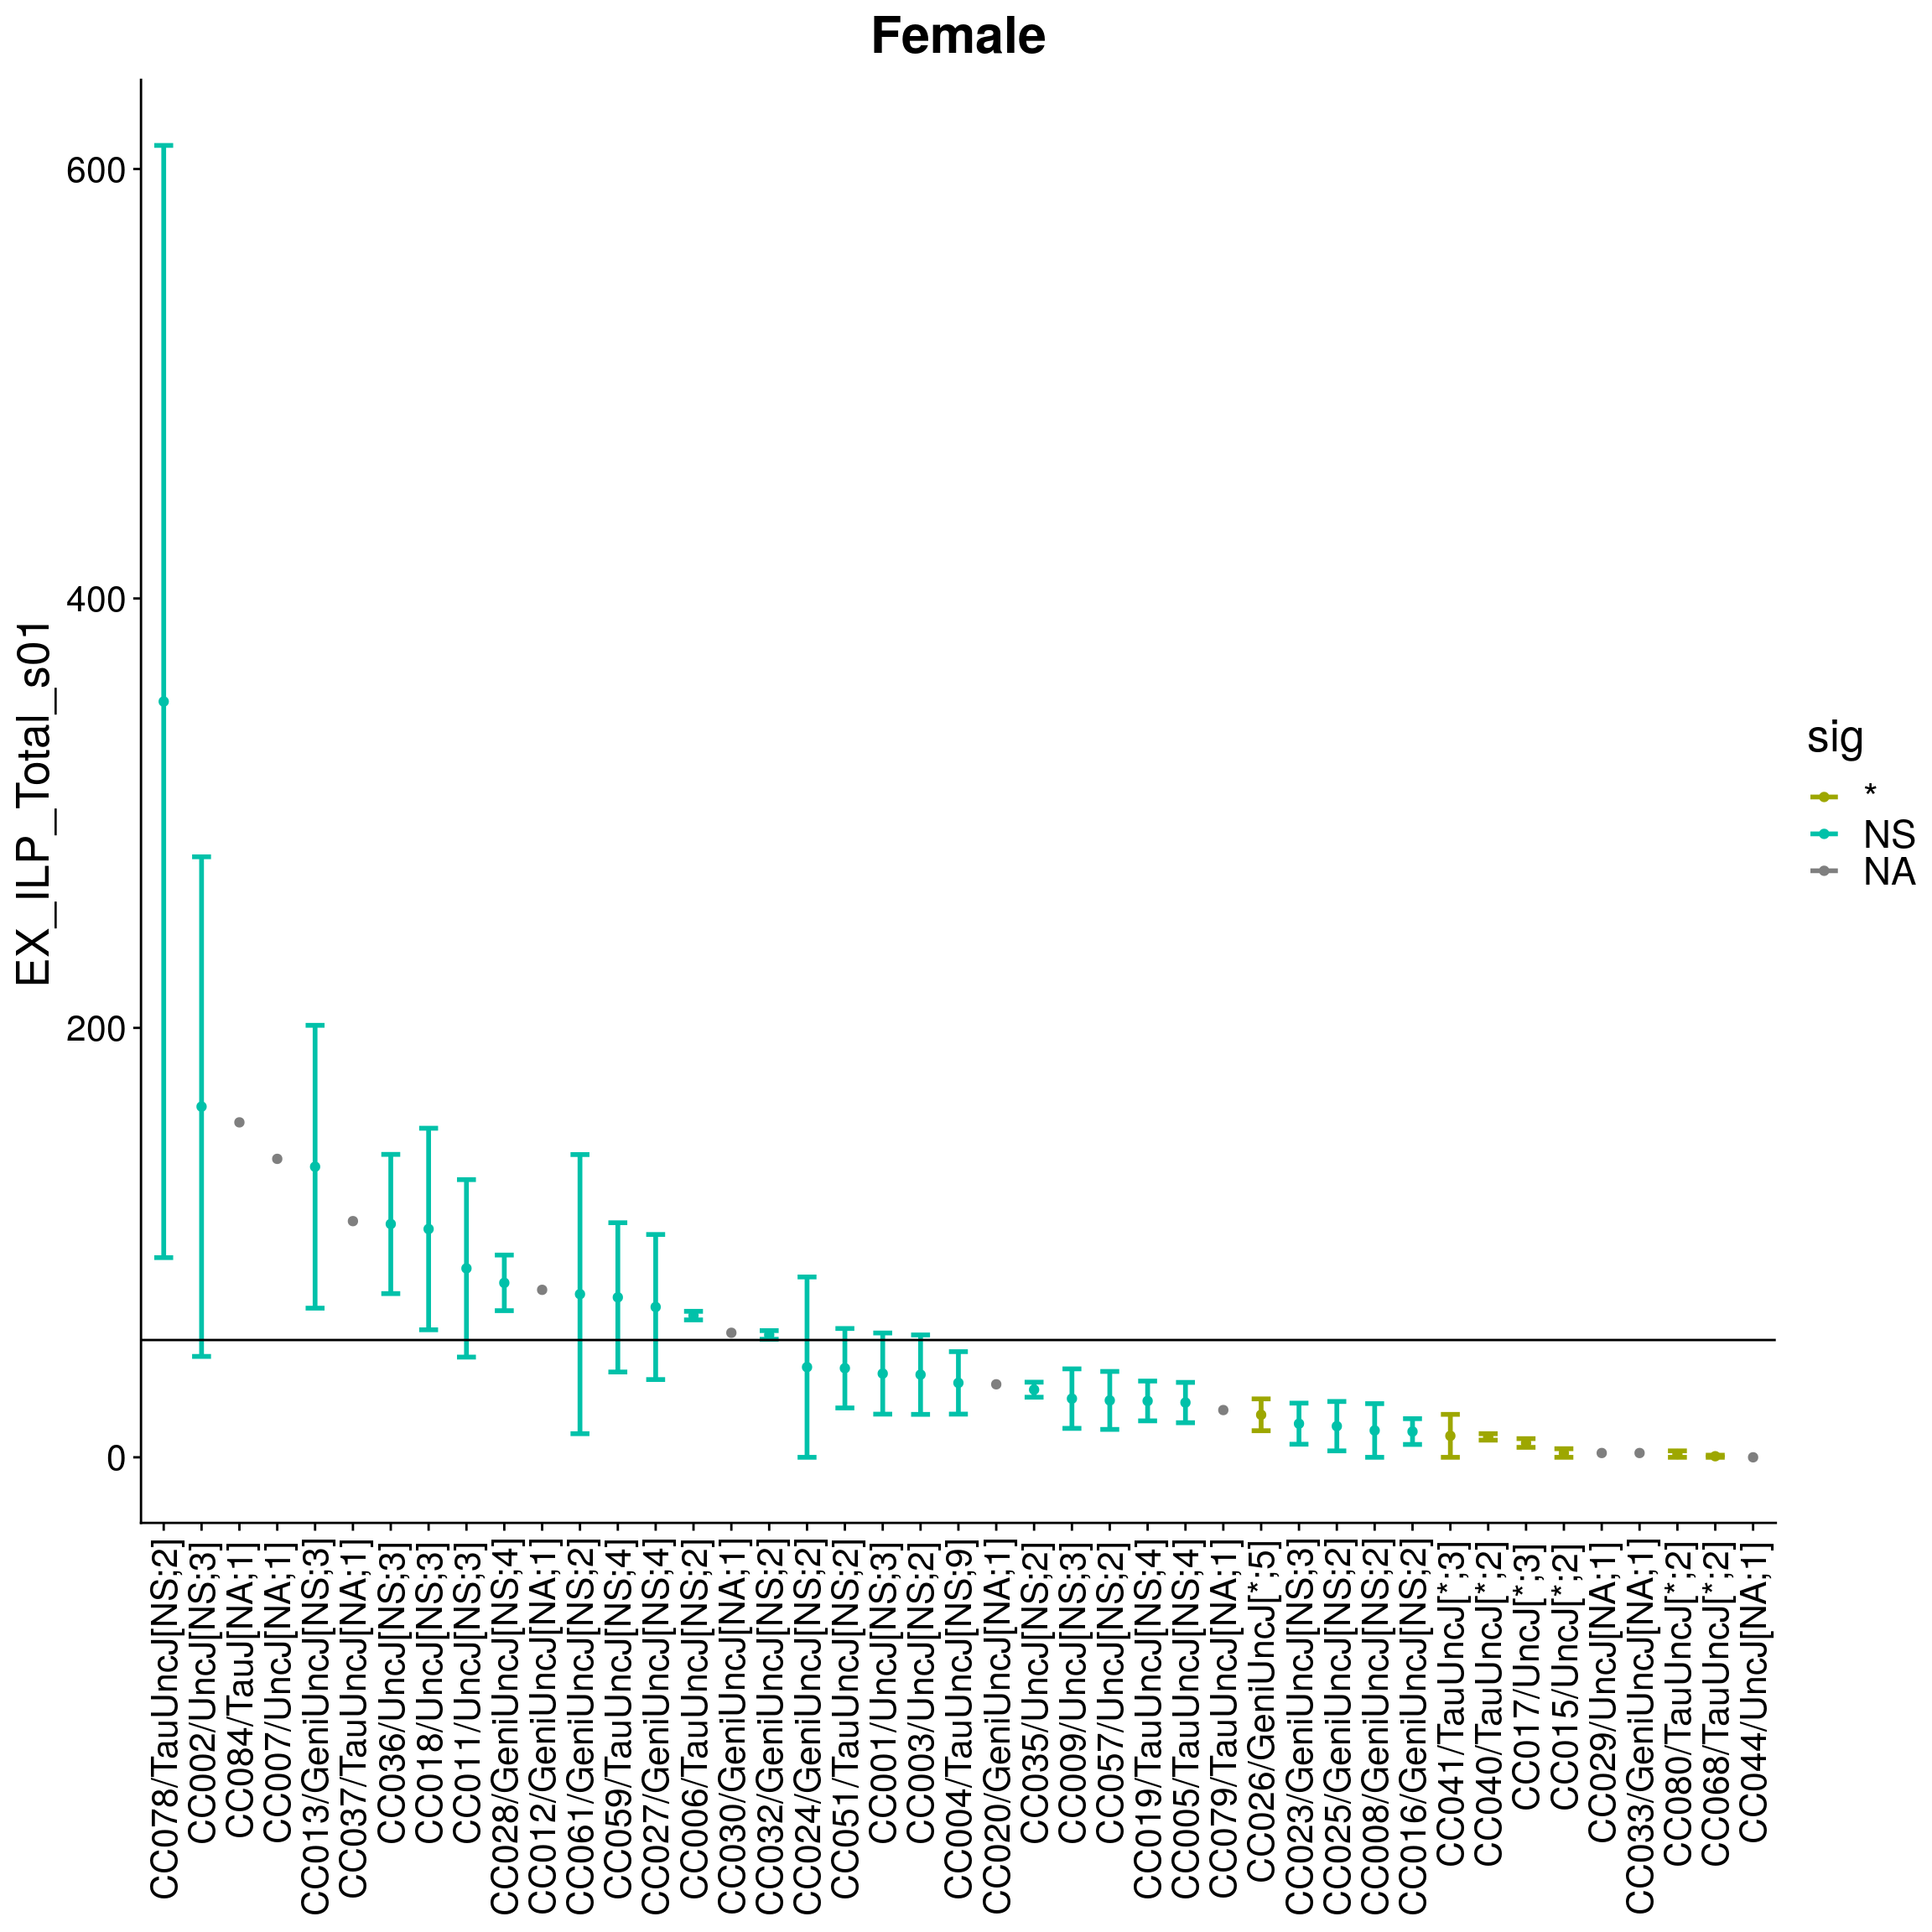 Female
EX_ILP_Total_s01
600
400
200
0
CC078/TauUncJ[NS;2]
CC002/UncJ[NS;3]
CC084/TauJ[NA;1]
CC007/UncJ[NA;1]
CC013/GeniUncJ[NS;3]
CC037/TauUncJ[NA;1]
CC036/UncJ[NS;3]
CC018/UncJ[NS;3]
CC011/UncJ[NS;3]
CC028/GeniUncJ[NS;4]
CC012/GeniUncJ[NA;1]
CC061/GeniUncJ[NS;2]
CC059/TauUncJ[NS;4]
CC027/GeniUncJ[NS;4]
CC006/TauUncJ[NS;2]
CC030/GeniUncJ[NA;1]
CC032/GeniUncJ[NS;2]
CC024/GeniUncJ[NS;2]
CC051/TauUncJ[NS;2]
CC001/UncJ[NS;3]
CC003/UncJ[NS;2]
CC004/TauUncJ[NS;9]
CC020/GeniUncJ[NA;1]
CC035/UncJ[NS;2]
CC009/UncJ[NS;3]
CC057/UncJ[NS;2]
CC019/TauUncJ[NS;4]
CC005/TauUncJ[NS;4]
CC079/TauUncJ[NA;1]
CC026/GeniUncJ[*;5]
CC023/GeniUncJ[NS;3]
CC025/GeniUncJ[NS;2]
CC008/GeniUncJ[NS;2]
CC016/GeniUncJ[NS;2]
CC041/TauUncJ[*;3]
CC040/TauUncJ[*;2]
CC017/UncJ[*;3]
CC015/UncJ[*;2]
CC029/UncJ[NA;1]
CC033/GeniUncJ[NA;1]
CC080/TauUncJ[*;2]
CC068/TauUncJ[*;2]
CC044/UncJ[NA;1]
sig
*
NS
NA